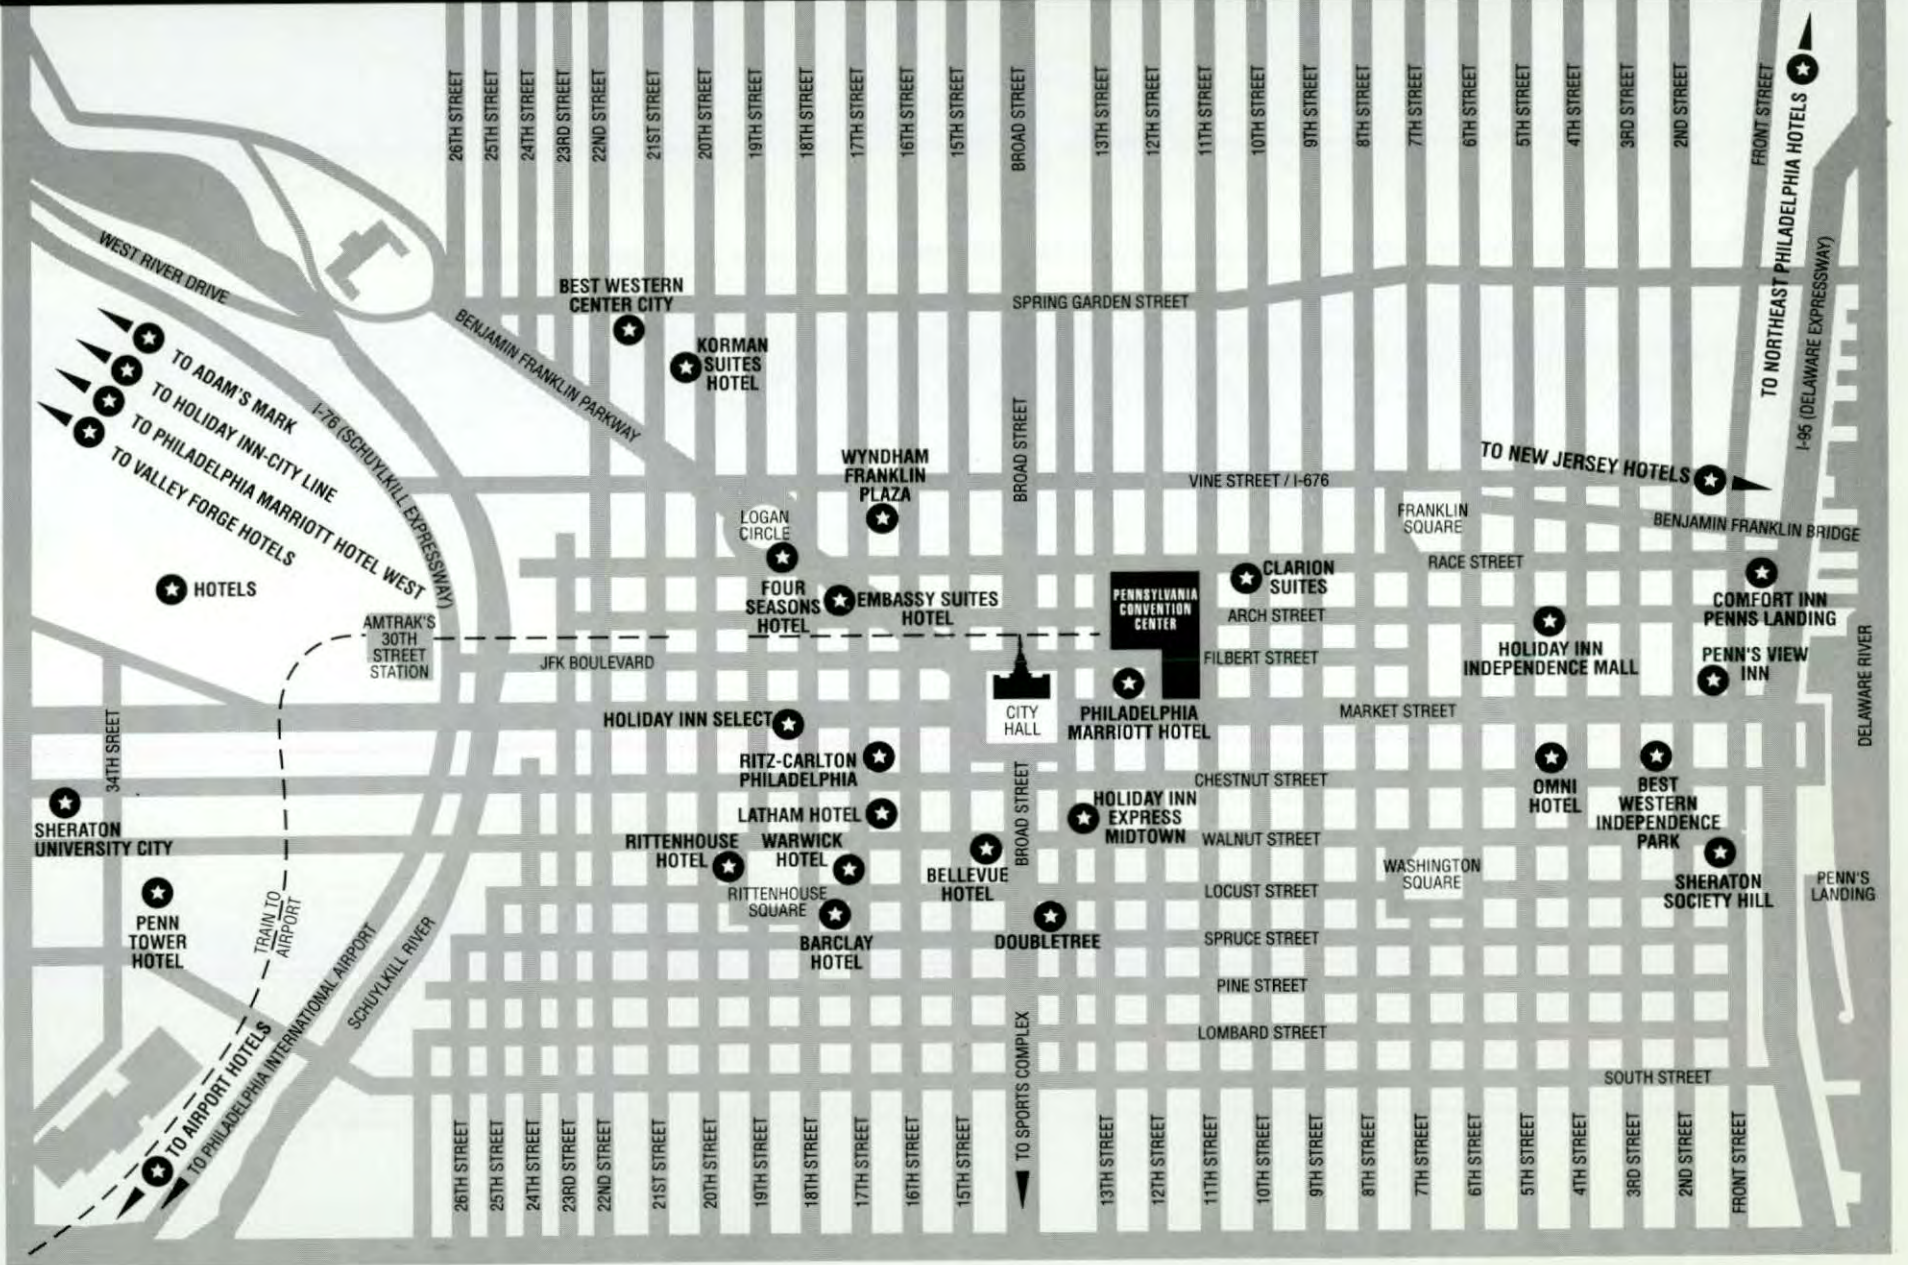 26TH STREET
25TH STREET
24TH STREET
23RD STREET
22ND STREET
21ST STREET
20TH STREET
19TH STREET
18TH STREET
17TH STREET
16TH STREET
15TH STREET
BROAD STREET
13TH STREET
12TH STREET
11TH STREET
10TH STREET
9TH STREET
8TH STREET
7TH STREET
6TH STREET
5TH STREET
4TH STREET
3RD STREET
2ND STREET
FRONT STREET
TO NORTHEAST PHILADELPHIA HOTELS
I-95 (DELAWARE EXPRESSWAY)
WEST RIVER DRIVE
BEST WESTERN
CENTER CITY
SPRING GARDEN STREET
BENJAMIN FRANKLIN PARKWAY
KORMAN
SUITES
HOTEL
TO ADAM'S MARK
TO HOLIDAY INN-CITY LINE
TO PHILADELPHIA MARRIOTT HOTEL WEST
TO VALLEY FORGE HOTELS
I-76 (SCHUYLKILL EXPRESSWAY)
BROAD STREET
WYNDHAM
FRANKLIN
PLAZA
VINE STREET / I-676
TO NEW JERSEY HOTELS
LOGAN
CIRCLE
FRANKLIN
SQUARE
BENJAMIN FRANKLIN BRIDGE
RACE STREET
HOTELS
FOUR
SEASONS
HOTEL
EMBASSY SUITES
HOTEL
PENNSYLVANIA
CONVENTION
CENTER
CLARION
SUITES
ARCH STREET
COMFORT INN
PENNS LANDING
AMTRAK'S
30TH
STREET
STATION
JFK BOULEVARD
FILBERT STREET
HOLIDAY INN
INDEPENDENCE MALL
PENN'S VIEW
INN
DELAWARE RIVER
34TH SREET
HOLIDAY INN SELECT
CITY
HALL
PHILADELPHIA
MARRIOTT HOTEL
MARKET STREET
RITZ-CARLTON
PHILADELPHIA
CHESTNUT STREET
OMNI
HOTEL
BEST
WESTERN
INDEPENDENCE
PARK
SHERATON
UNIVERSITY CITY
LATHAM HOTEL
BROAD STREET
HOLIDAY INN
EXPRESS
MIDTOWN
WALNUT STREET
RITTENHOUSE
HOTEL
WARWICK
HOTEL
BELLEVUE
HOTEL
WASHINGTON
SQUARE
SHERATON
SOCIETY HILL
PENN'S
LANDING
RITTENHOUSE
SQUARE
LOCUST STREET
PENN
TOWER
HOTEL
TRAIN TO
AIRPORT
BARCLAY
HOTEL
DOUBLETREE
SPRUCE STREET
SCHUYLKILL RIVER
PINE STREET
LOMBARD STREET
SOUTH STREET
TO AIRPORT HOTELS
TO PHILADELPHIA INTERNATIONAL AIRPORT
TO SPORTS COMPLEX
26TH STREET
25TH STREET
24TH STREET
23RD STREET
22ND STREET
21ST STREET
20TH STREET
19TH STREET
18TH STREET
17TH STREET
16TH STREET
15TH STREET
13TH STREET
12TH STREET
11TH STREET
10TH STREET
9TH STREET
8TH STREET
7TH STREET
6TH STREET
5TH STREET
4TH STREET
3RD STREET
2ND STREET
FRONT STREET